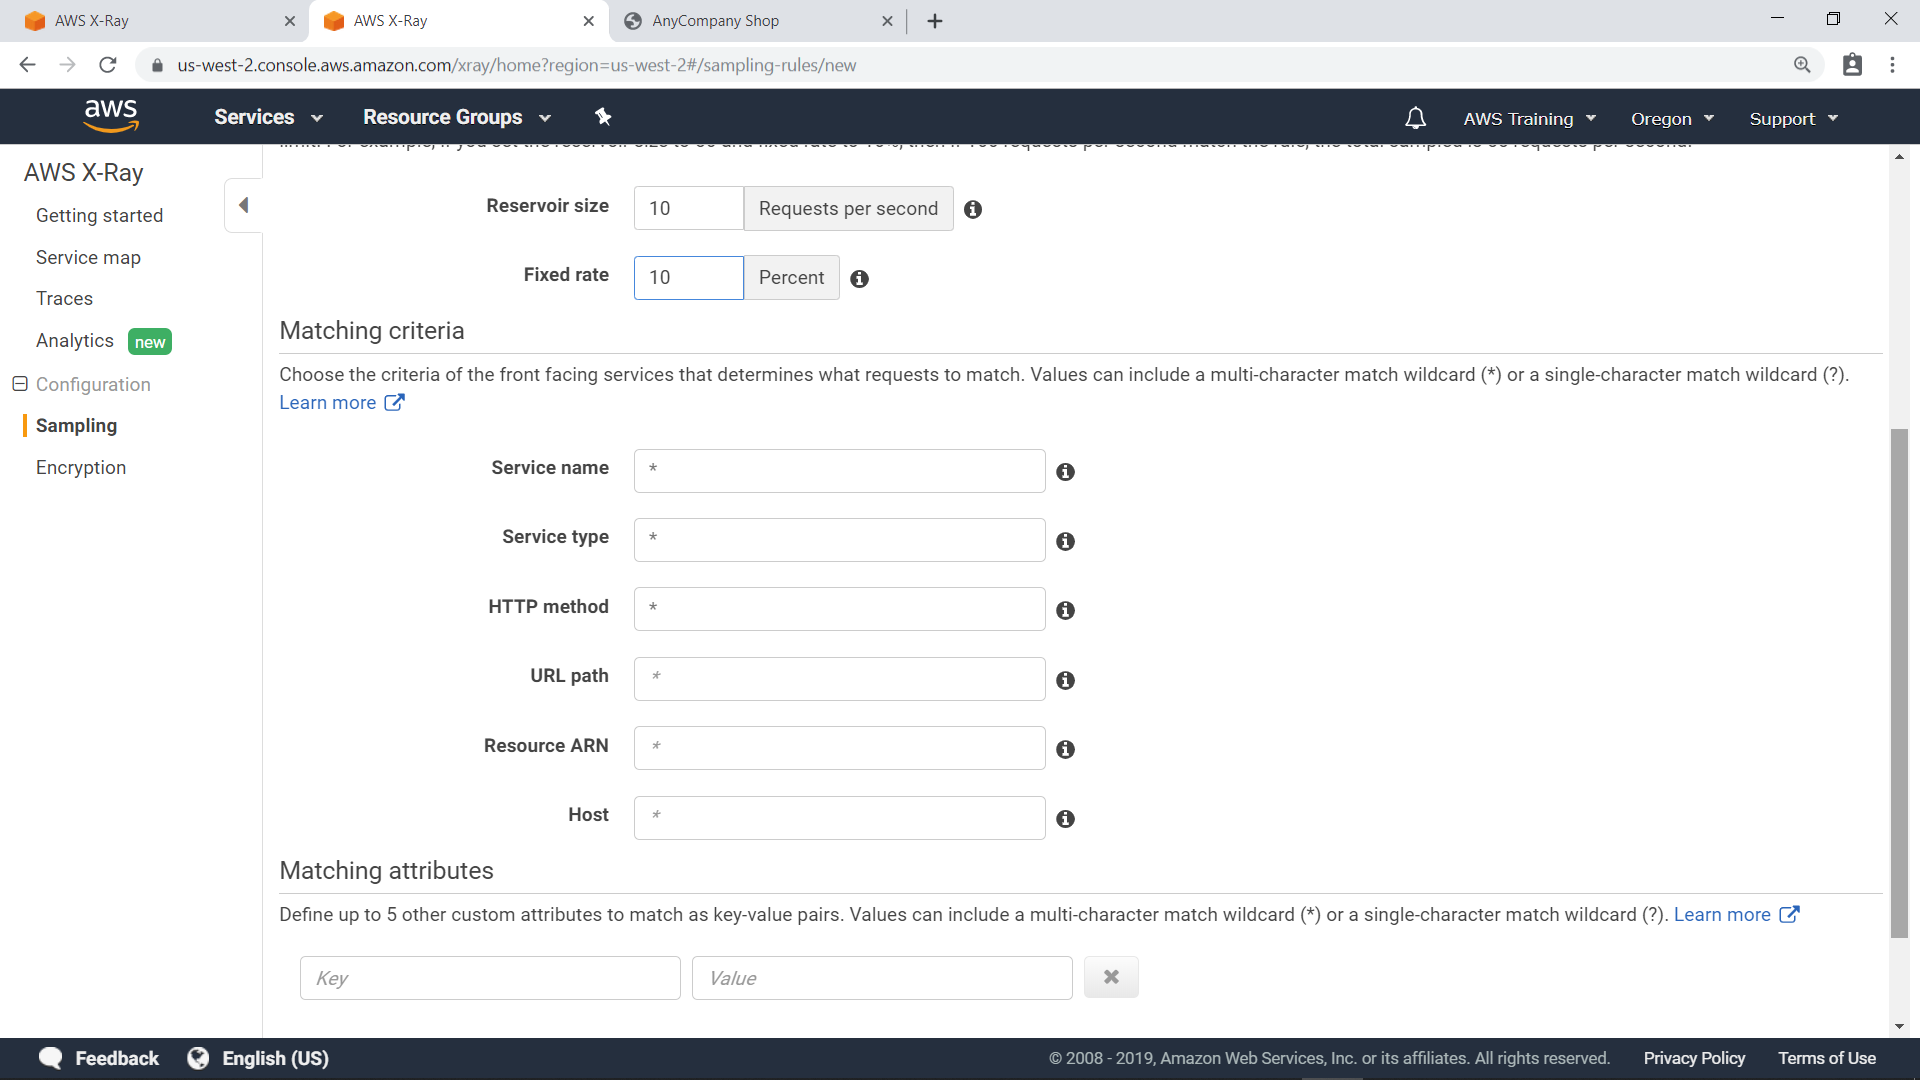 AWS X-Ray
AWS X-Ray
AnyCompany Shop
us-west-2.console.aws.amazon.com/xray/home?region=us-west-2#/sampling-rules/new
aws
Services
Resource Groups
AWS Training
Oregon
Support
AWS X-Ray
Getting started
Service map
Traces
Analytics new
Configuration
Sampling
Encryption
Reservoir size 10 Requests per second
Fixed rate 10 Percent
Matching criteria
Choose the criteria of the front facing services that determines what requests to match. Values can include a multi-character match wildcard (*) or a single-character match wildcard (?).
Learn more
Service name *
Service type *
HTTP method *
URL path *
Resource ARN *
Host *
Matching attributes
Define up to 5 other custom attributes to match as key-value pairs. Values can include a multi-character match wildcard (*) or a single-character match wildcard (?). Learn more
Key Value
Feedback
English (US)
© 2008 - 2019, Amazon Web Services, Inc. or its affiliates. All rights reserved.
Privacy Policy
Terms of Use